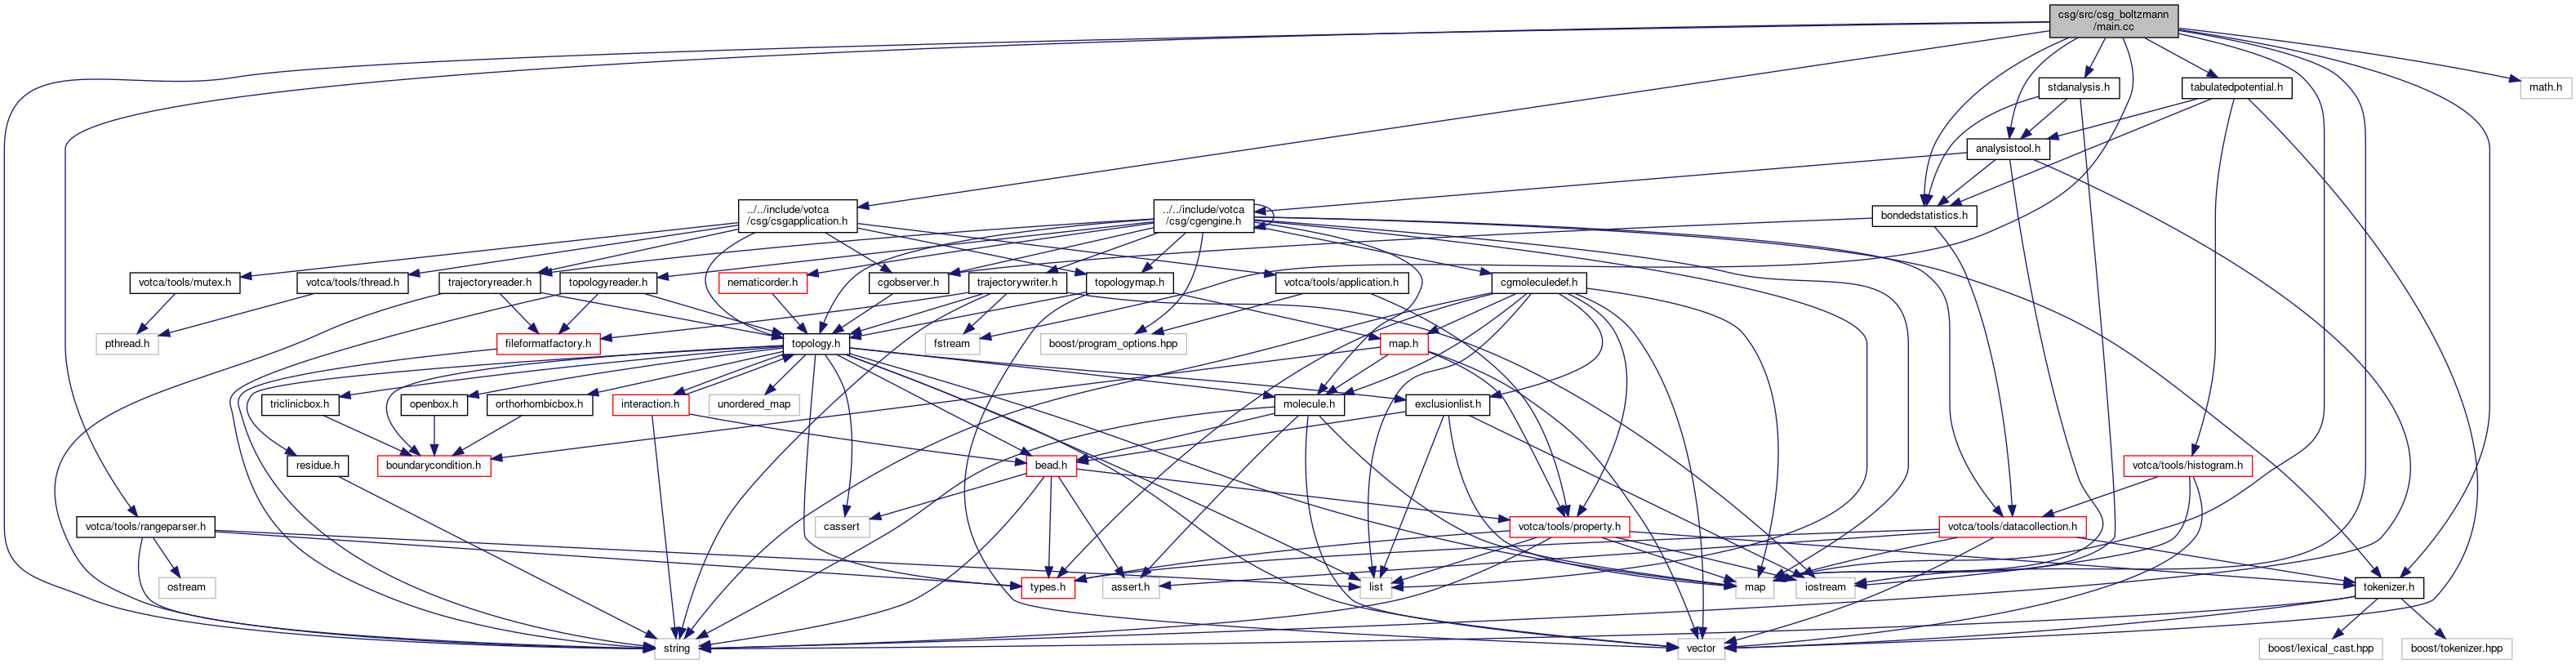 csg/src/csg_boltzmann
/main.cc
stdanalysis.h
tabulatedpotential.h
math.h
analysistool.h
../../include/votca
/csg/csgapplication.h
../../include/votca
/csg/cgengine.h
bondedstatistics.h
votca/tools/mutex.h
votca/tools/thread.h
trajectoryreader.h
topologyreader.h
nematicorder.h
cgobserver.h
trajectorywriter.h
topologymap.h
votca/tools/application.h
cgmoleculedef.h
pthread.h
fileformatfactory.h
topology.h
fstream
boost/program_options.hpp
map.h
triclinicbox.h
openbox.h
orthorhombicbox.h
interaction.h
unordered_map
molecule.h
exclusionlist.h
residue.h
boundarycondition.h
bead.h
votca/tools/histogram.h
votca/tools/rangeparser.h
cassert
votca/tools/property.h
votca/tools/datacollection.h
ostream
types.h
assert.h
list
map
iostream
tokenizer.h
string
vector
boost/lexical_cast.hpp
boost/tokenizer.hpp